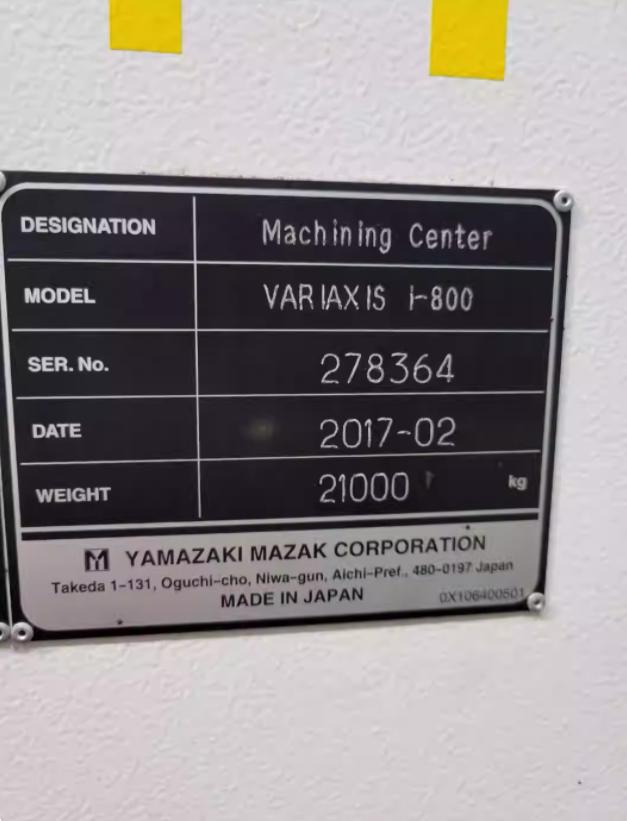 DESIGNATION Machining Center
MODEL VARIAXIS i-800
SER. No. 278364
DATE 2017-02
WEIGHT 21000 kg
YAMAZAKI MAZAK CORPORATION
Takeda 1-131, Oguchi-cho, Niwa-gun, Aichi-Pref., 480-0197 Japan
MADE IN JAPAN 0X106400501